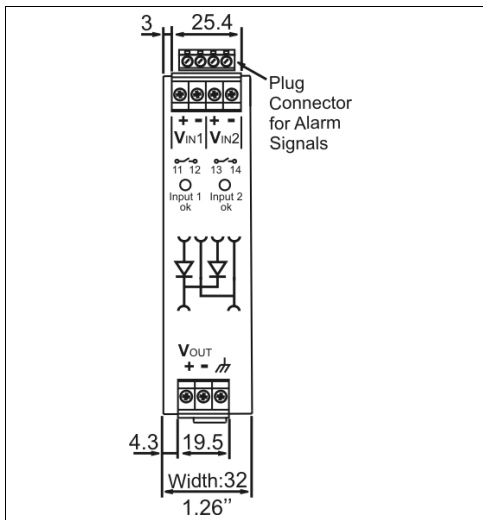 3 25.4
Plug
Connector
for Alarm
Signals
+ - + -
VIN1 VIN2
11 12 13 14
Input 1 Input 2
ok ok
VOUT
+ -
4.3 19.5
Width:32
1.26”